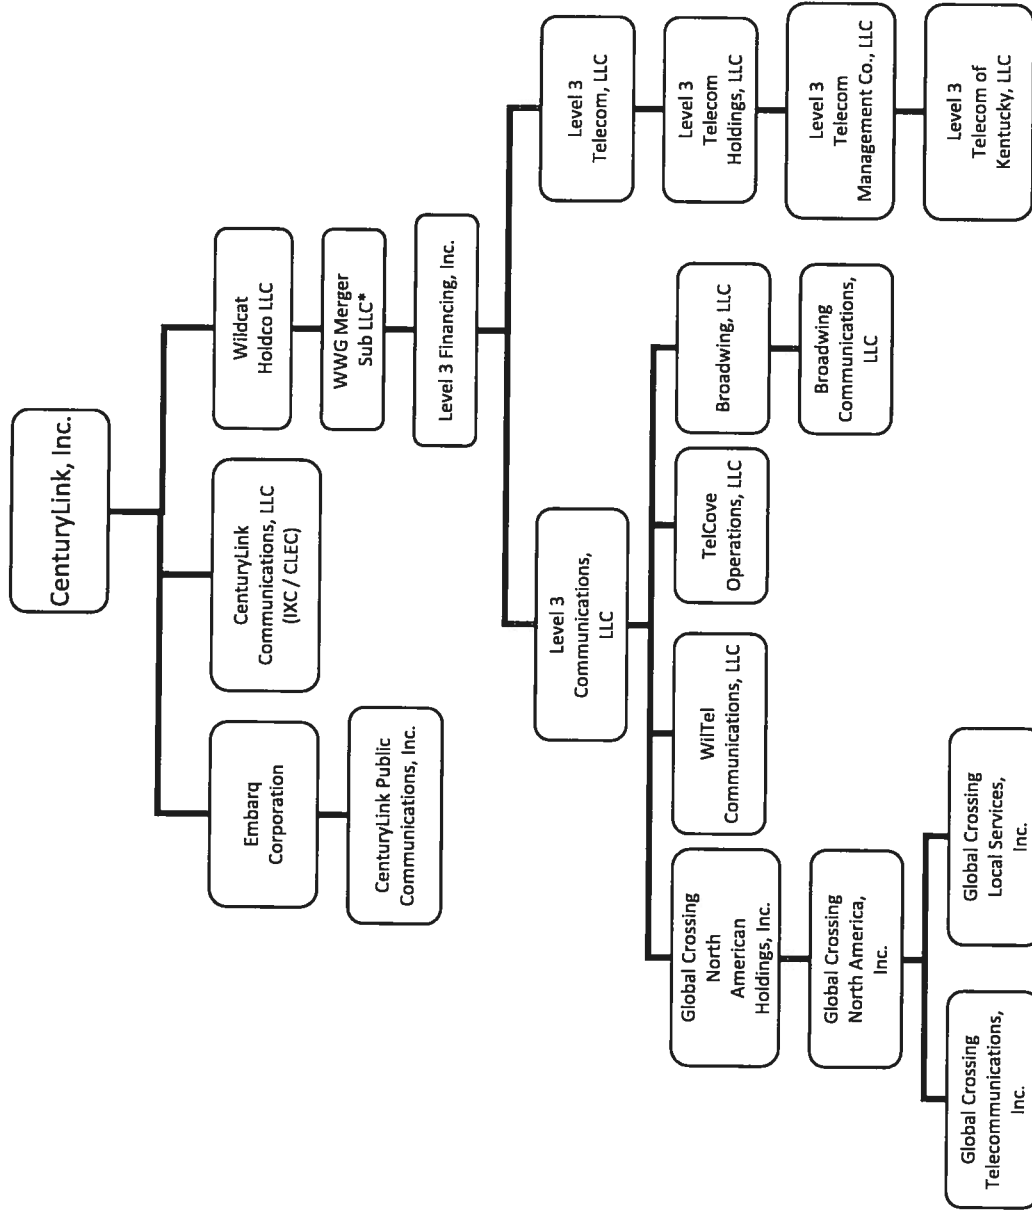 CenturyLink, Inc.
Embarq
Corporation
CenturyLink
Communications, LLC
(IXC / CLEC)
Wildcat
Holdco LLC
CenturyLink Public
Communications, Inc.
WWG Merger
Sub LLC*
Level 3 Financing, Inc.
Level 3
Communications,
LLC
Level 3
Telecom, LLC
Global Crossing
North
American
Holdings, Inc.
WilTel
Communications, LLC
TelCove
Operations, LLC
Broadwing, LLC
Level 3
Telecom
Holdings, LLC
Global Crossing
North America,
Inc.
Broadwing
Communications,
LLC
Level 3
Telecom
Management Co., LLC
Global Crossing
Telecommunications,
Inc.
Global Crossing
Local Services,
Inc.
Level 3
Telecom of
Kentucky, LLC